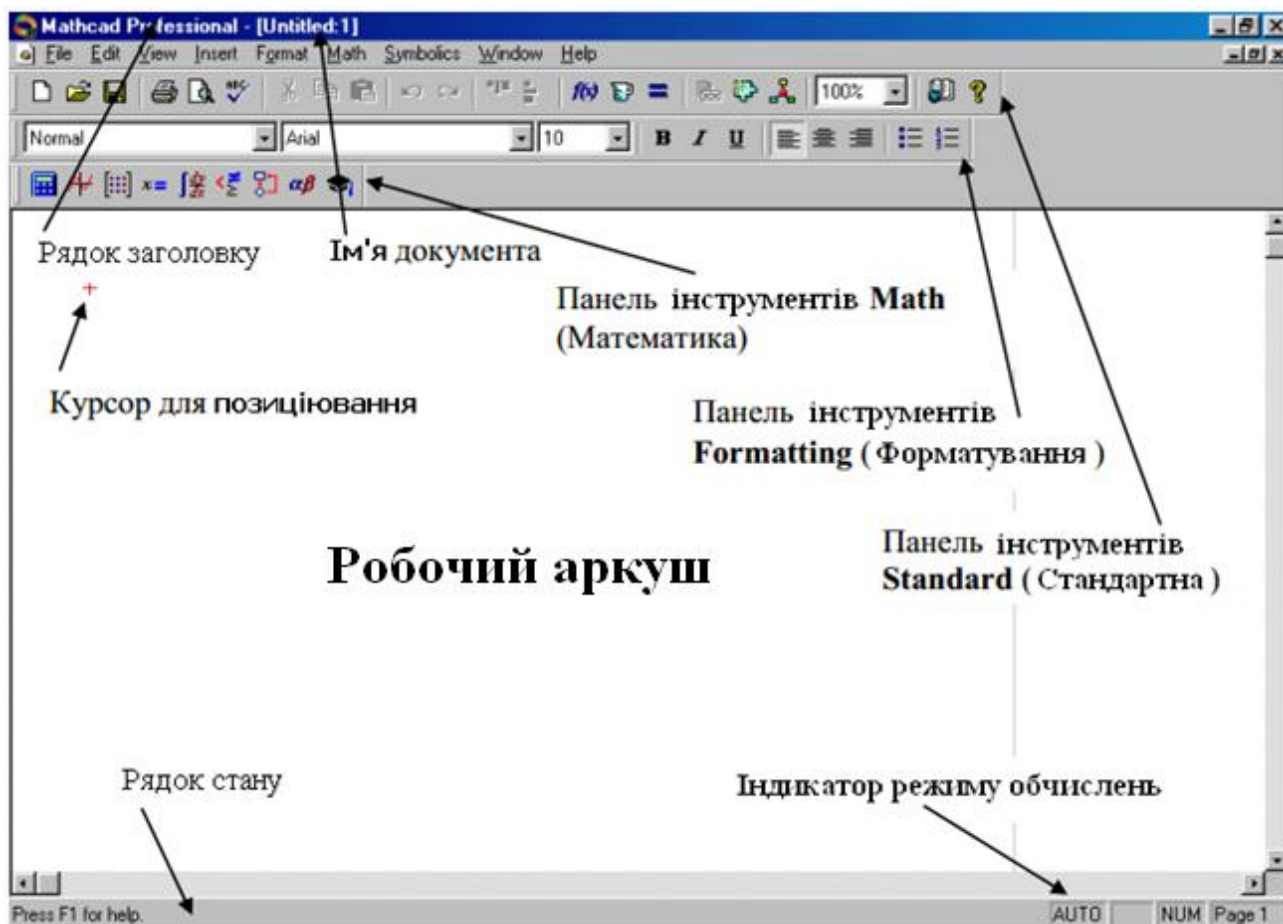 Mathcad Professional - [Untitled:1]
File Edit View Insert Format Math Symbolics Window Help
100%
Normal Arial 10 B I U
αβ
Рядок заголовку Ім'я документа
Панель інструментів Math
(Математика)
Курсор для позиціювання
Панель інструментів
Formatting ( Форматування )
Панель інструментів
Standard ( Стандартна )
Робочий аркуш
Рядок стану
Індикатор режиму обчислень
Press F1 for help. AUTO NUM Page 1